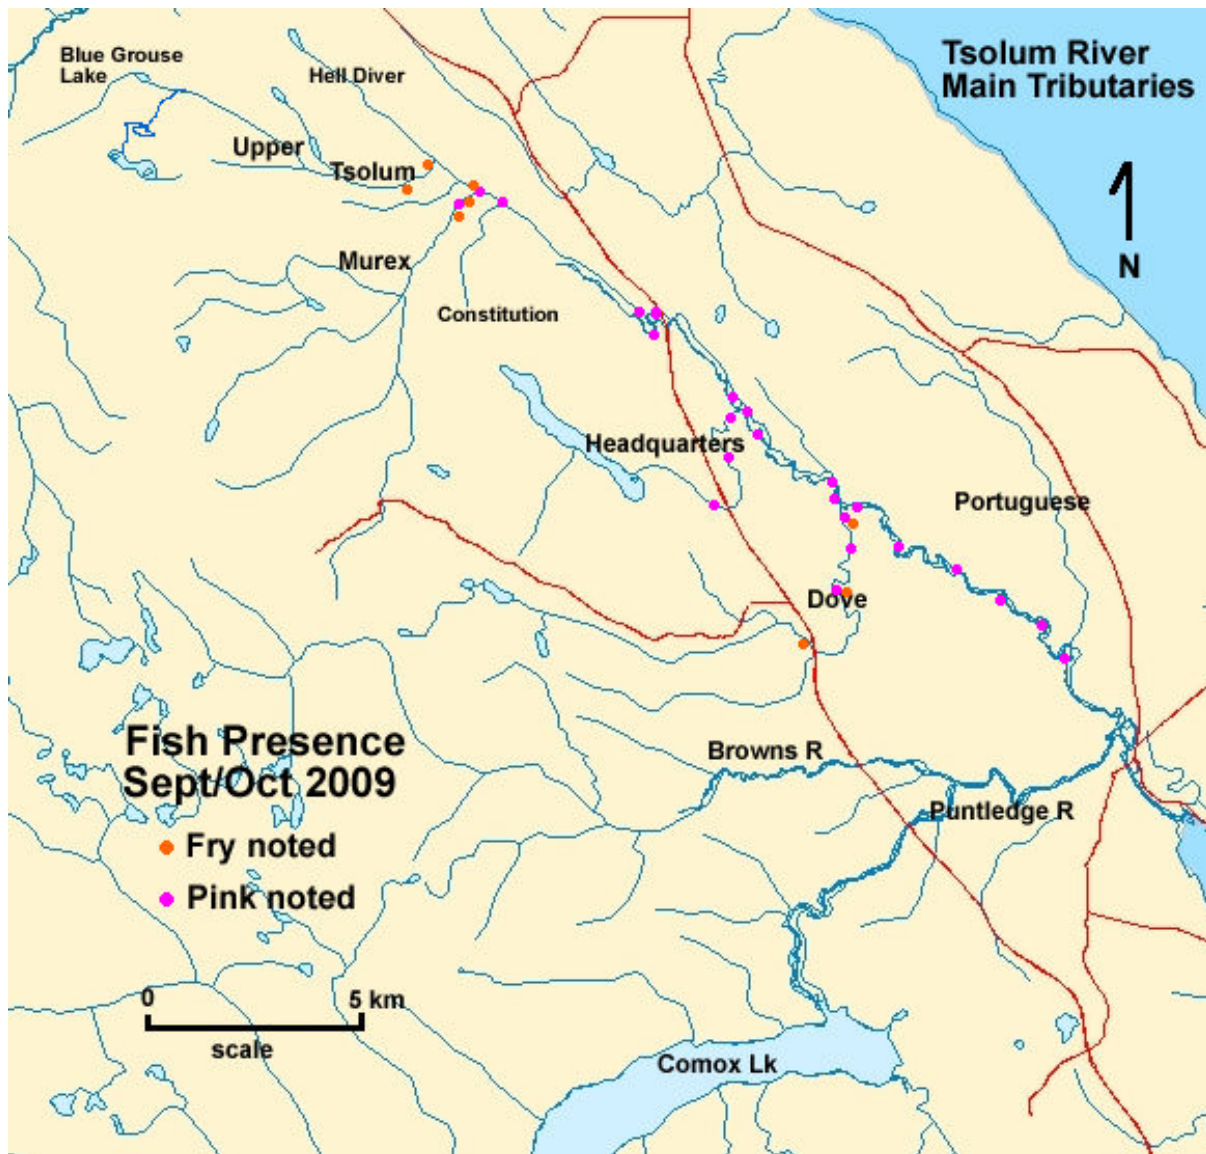 Blue Grouse
Lake
Hell Diver
Tsolum River
Main Tributaries
Upper
Tsolum
N
Murex
Constitution
Headquarters
Portuguese
Dove
Fish Presence
Sept/Oct 2009
Browns R
Puntledge R
Fry noted
Pink noted
0
5 km
scale
Comox Lk